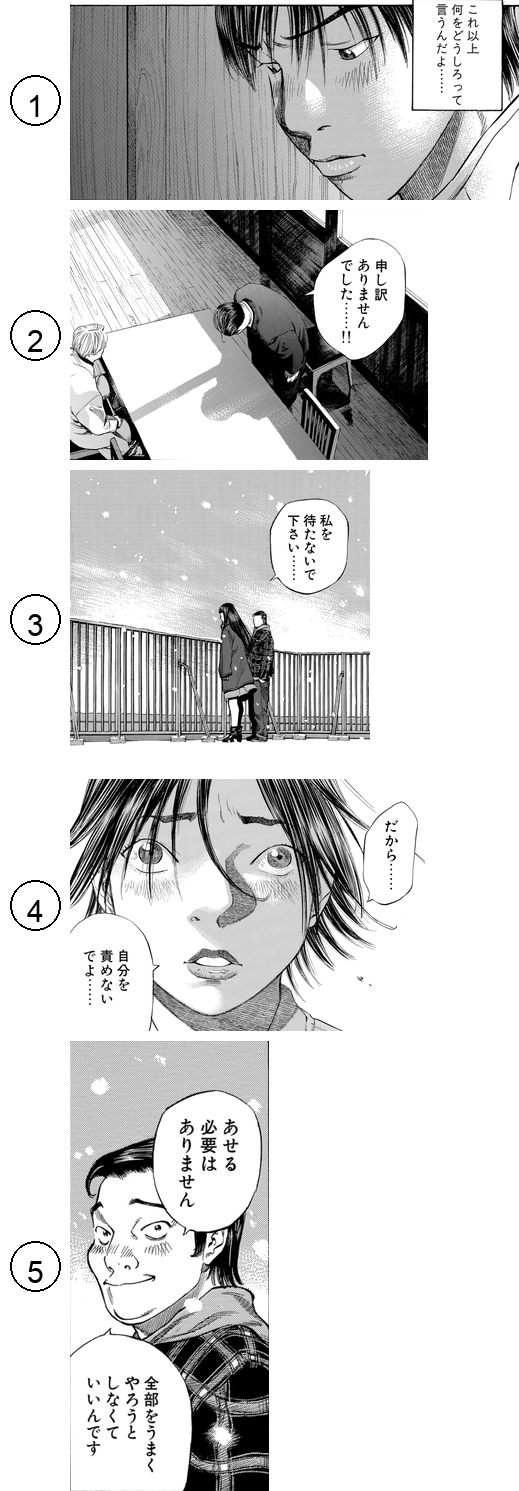 1
これ以上
何をどうしろって
言うんだよ……
2
申し訳
ありません
でした……!!
3
私を
待たないで
下さい……
4
だから……
自分を
責めない
でよ……
5
あせる
必要は
ありません
全部をうまく
やろうと
しなくて
いいんです